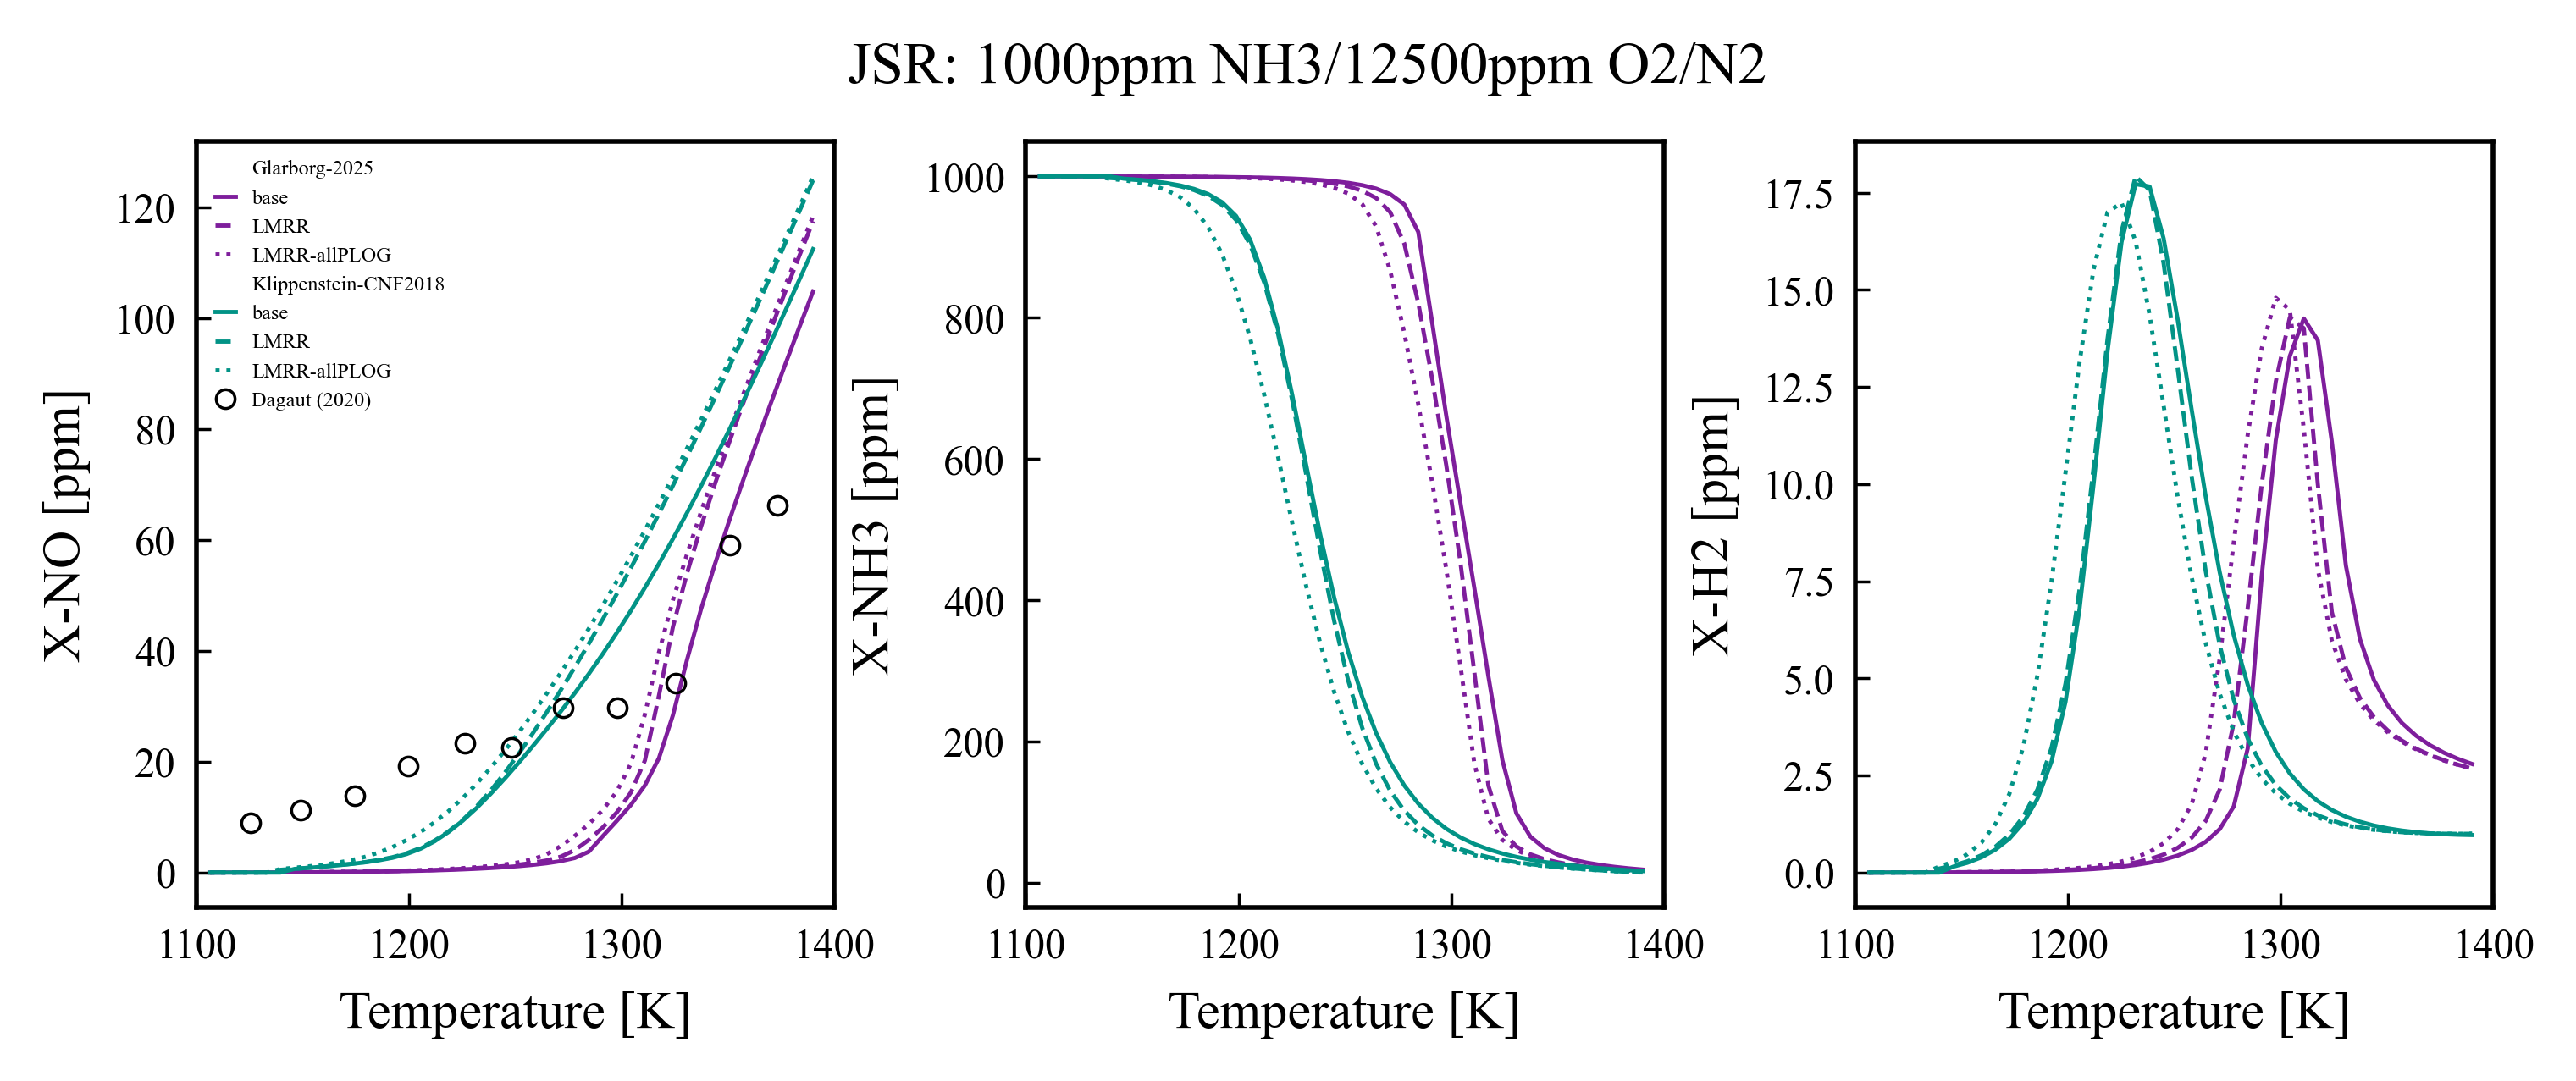 JSR: 1000ppm NH3/12500ppm O2/N2
X-NO [ppm]
120
100
80
60
40
20
0
Glarborg-2025
base
LMRR
LMRR-allPLOG
Klippenstein-CNF2018
base
LMRR
LMRR-allPLOG
Dagaut (2020)
1100 1200 1300 1400
Temperature [K]
X-NH3 [ppm]
1000
800
600
400
200
0
1100 1200 1300 1400
Temperature [K]
X-H2 [ppm]
17.5
15.0
12.5
10.0
7.5
5.0
2.5
0.0
1100 1200 1300 1400
Temperature [K]